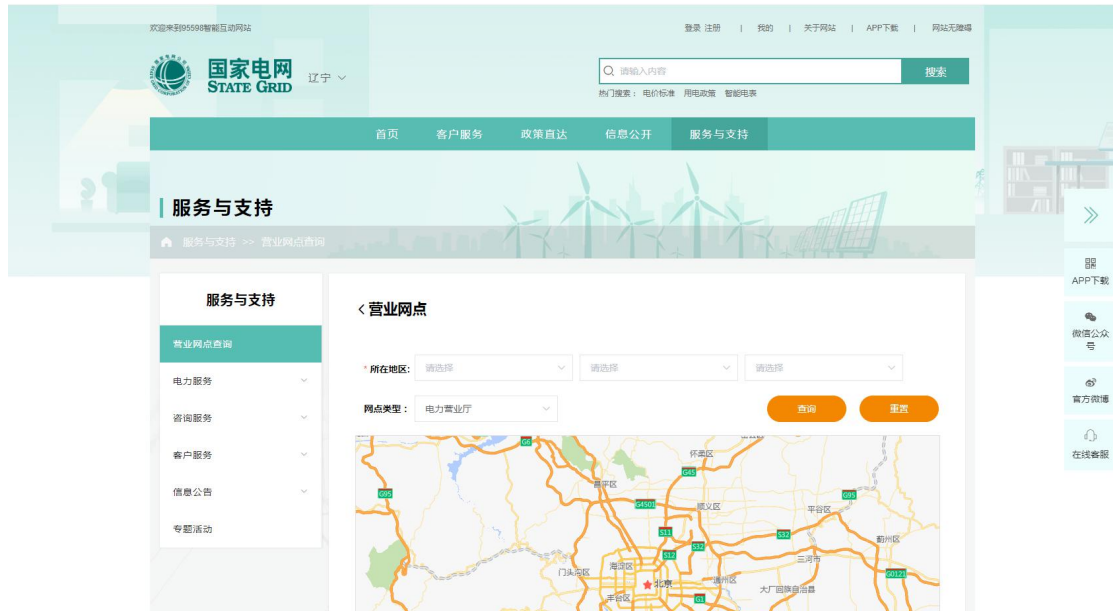 欢迎来到95598智能互动网站
登录 注册 | 我的 | 关于网站 | APP下载 | 网站无障碍
国家电网
STATE GRID
辽宁
请输入内容
搜索
热门搜索： 电价标准 用电政策 智能电表
首页 客户服务 政策直达 信息公开 服务与支持
服务与支持
服务与支持 >> 营业网点查询
APP下载
微信公众
号
官方微博
在线客服
服务与支持
营业网点查询
电力服务
咨询服务
客户服务
信息公告
专题活动
营业网点
* 所在地区: 请选择 请选择 请选择
网点类型： 电力营业厅
查询 重置
G6
怀柔区
G45
昌平区
G95
G4501
顺义区
G95
平谷区
S11
S32
蓟州区
S12
S12
三河市
门头沟区
海淀区
北京
通州区
大厂回族自治县
G0121
丰台区
G1